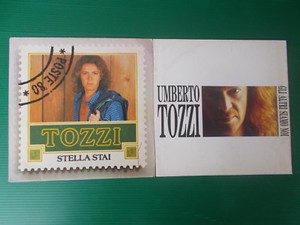 POSTE 80
TOZZI
STELLA STAI
UMBERTO
TOZZI
GLI ALTRI SIAMO NOI